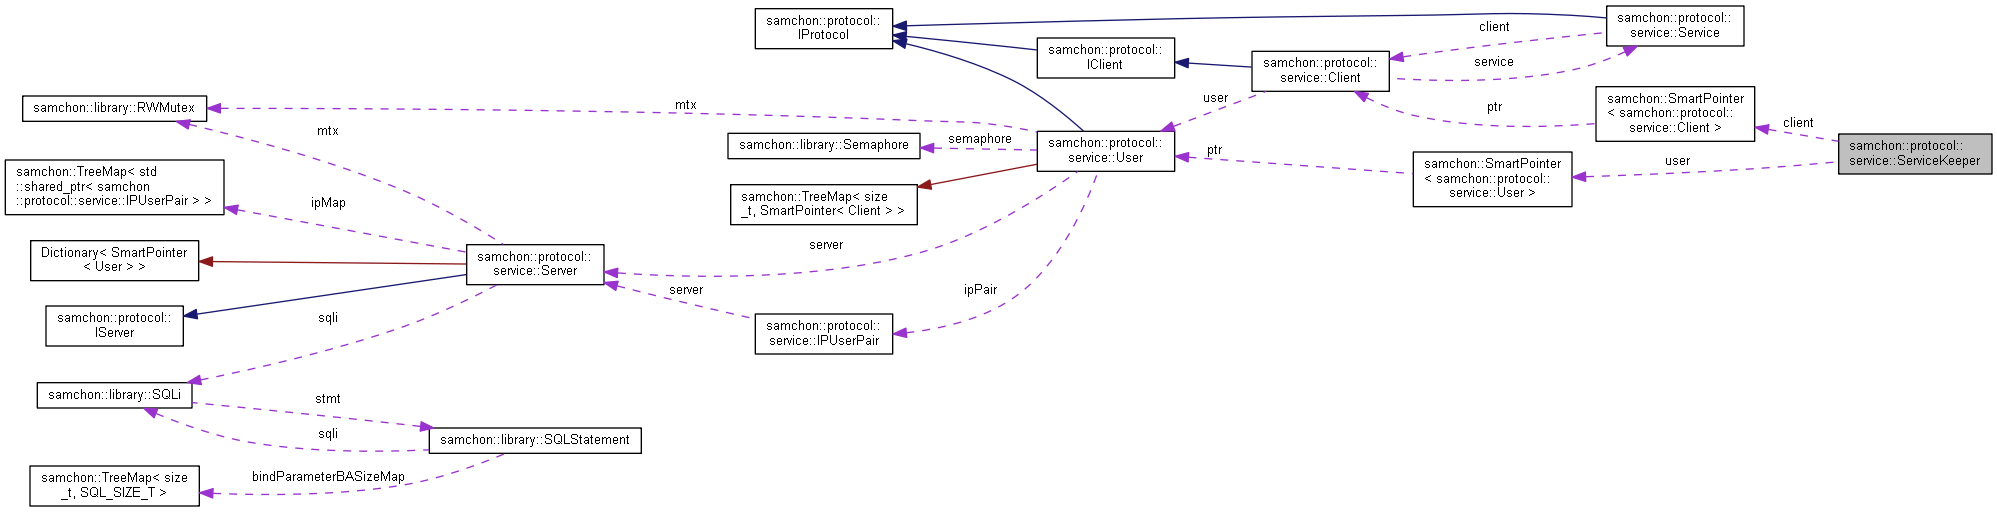 samchon::protocol::
IProtocol
samchon::protocol::
service::Service
client
service
samchon::protocol::
IClient
samchon::protocol::
service::Client
samchon::library::RWMutex
mtx
user
ptr
samchon::SmartPointer
< samchon::protocol::
service::Client >
client
samchon::protocol::
service::ServiceKeeper
mtx
samchon::library::Semaphore
semaphore
samchon::protocol::
service::User
ptr
samchon::SmartPointer
< samchon::protocol::
service::User >
user
samchon::TreeMap< std
::shared_ptr< samchon
::protocol::service::IPUserPair > >
ipMap
samchon::TreeMap< size
_t, SmartPointer< Client > >
Dictionary< SmartPointer
< User > >
samchon::protocol::
service::Server
server
server
ipPair
samchon::protocol::
IServer
sqli
samchon::protocol::
service::IPUserPair
samchon::library::SQLi
stmt
sqli
samchon::library::SQLStatement
samchon::TreeMap< size
_t, SQL_SIZE_T >
bindParameterBASizeMap